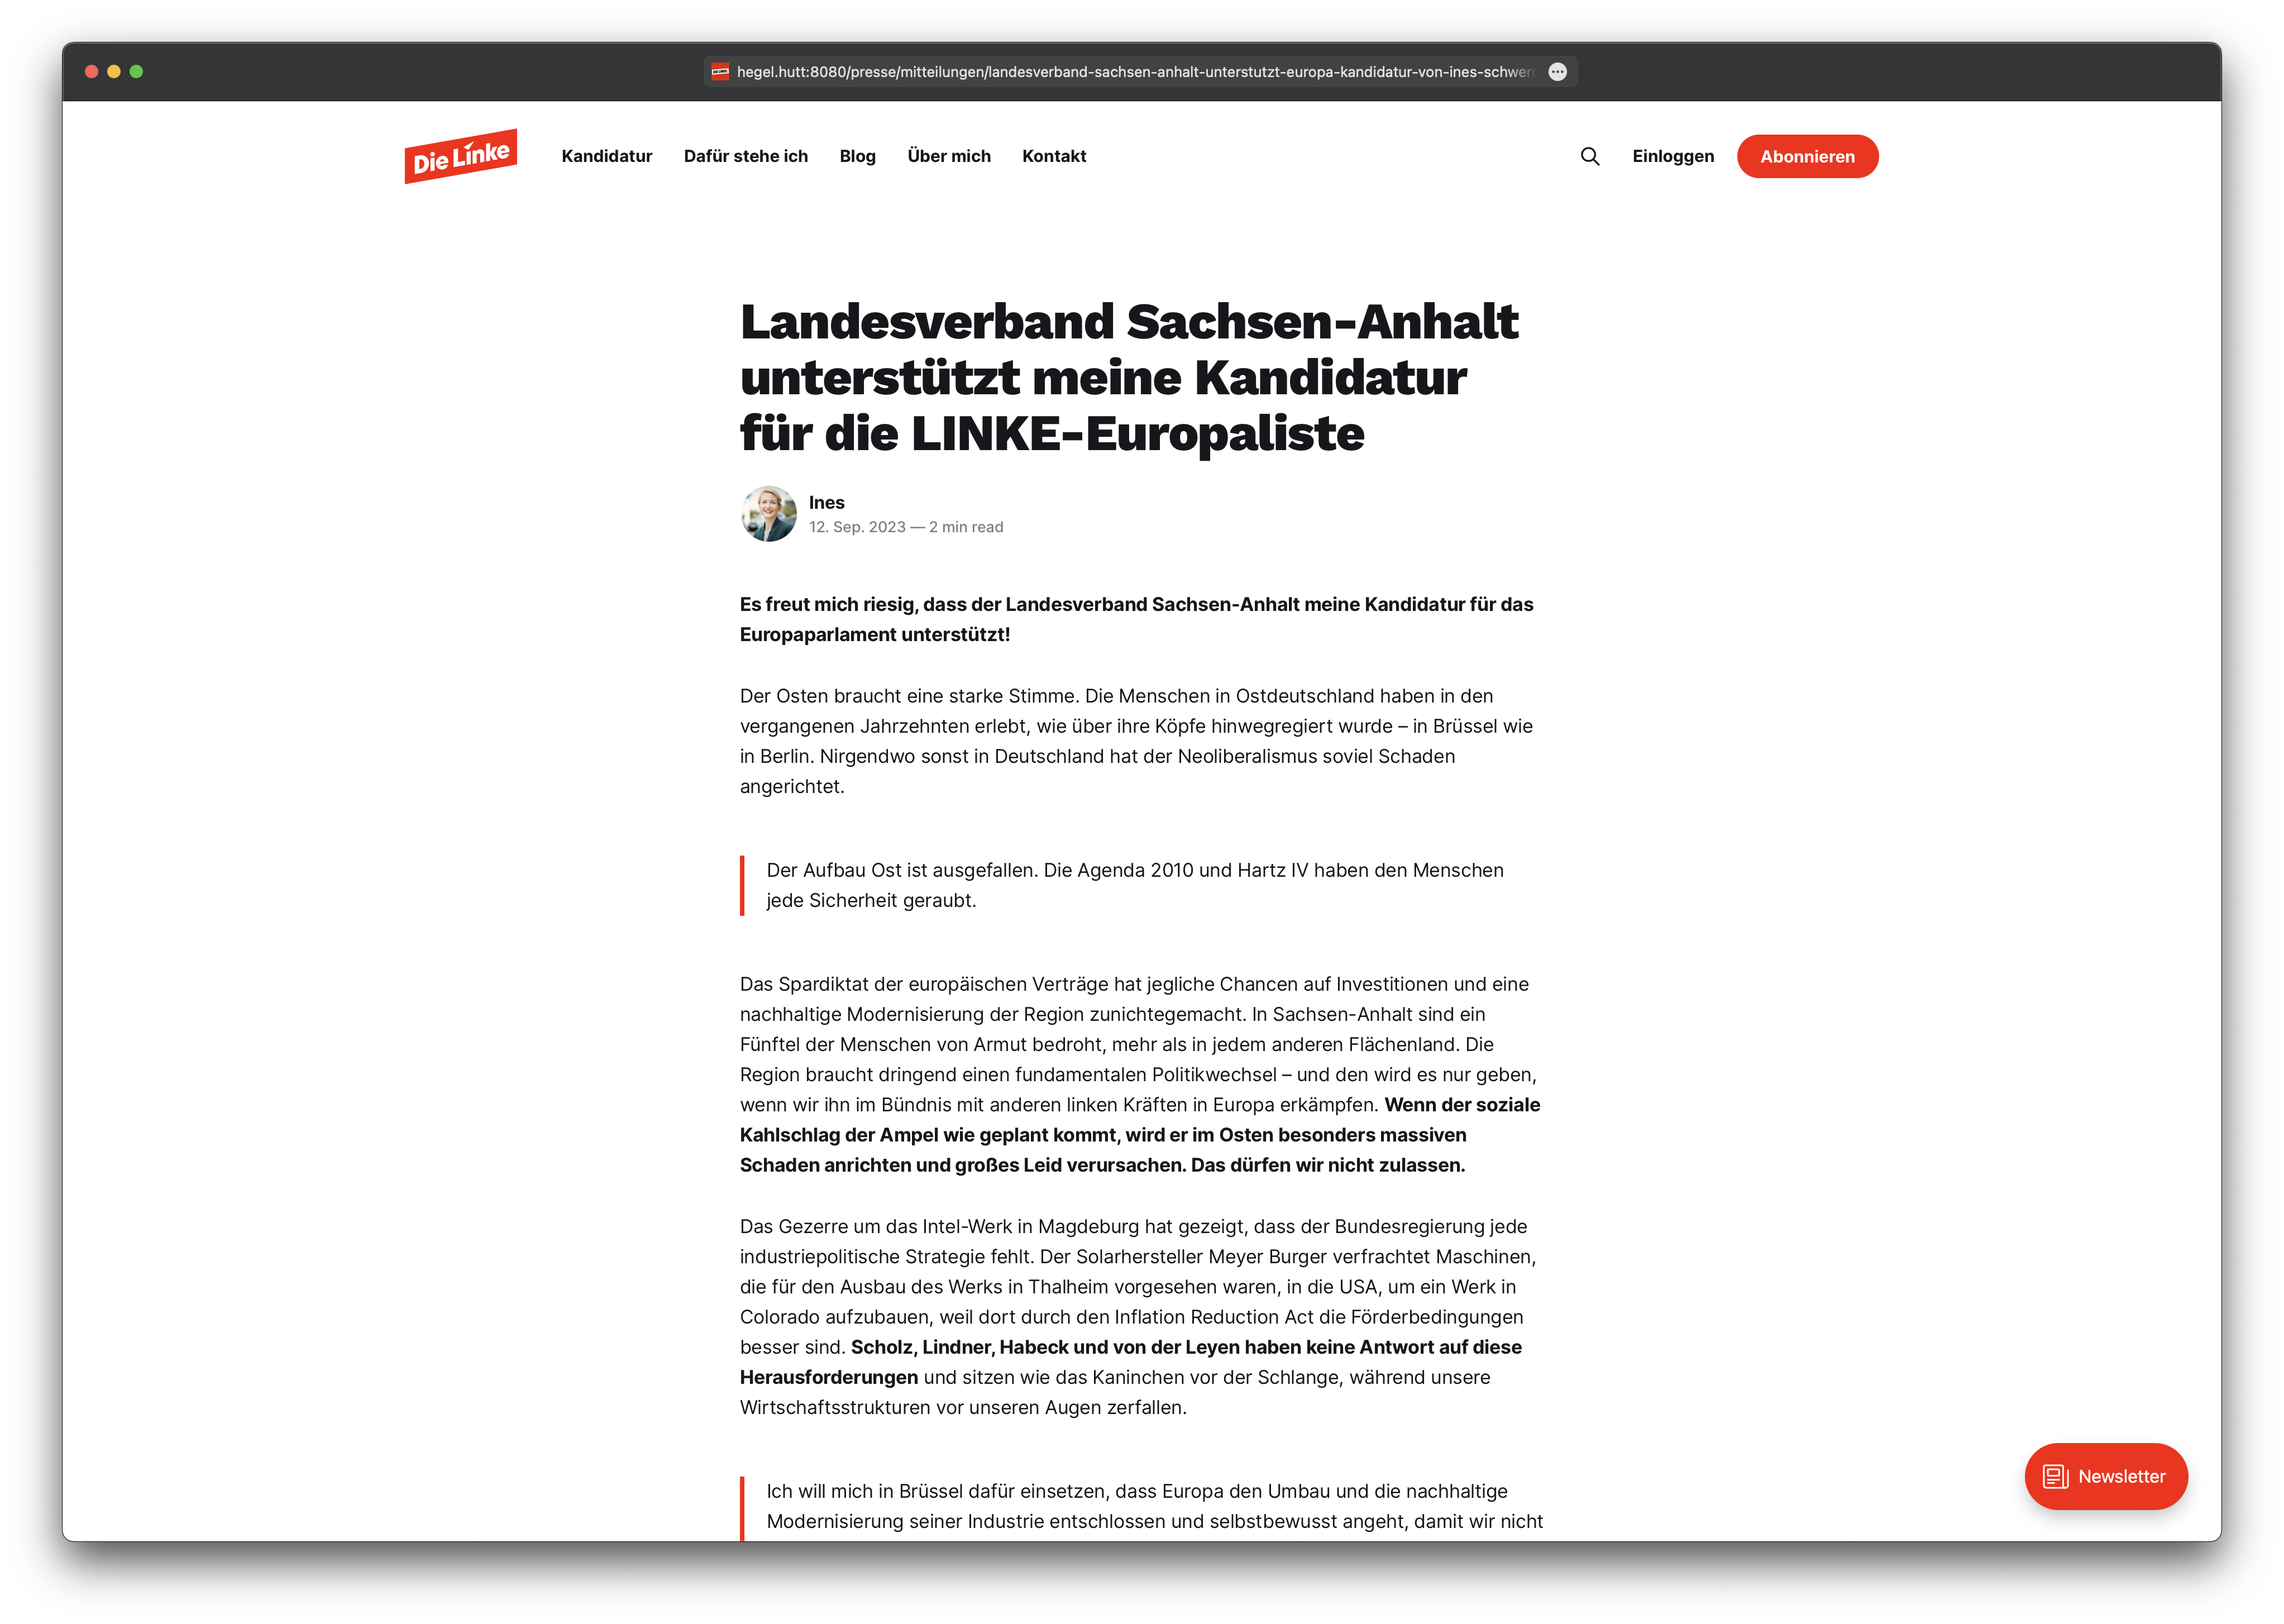 hegel.hutt:8080/presse/mitteilungen/landesverband-sachsen-anhalt-unterstutzt-europa-kandidatur-von-ines-schwer
Die Linke
Kandidatur
Dafür stehe ich
Blog
Über mich
Kontakt
Einloggen
Abonnieren
Landesverband Sachsen-Anhalt
unterstützt meine Kandidatur
für die LINKE-Europaliste
Ines
12. Sep. 2023 — 2 min read
Es freut mich riesig, dass der Landesverband Sachsen-Anhalt meine Kandidatur für das
Europaparlament unterstützt!
Der Osten braucht eine starke Stimme. Die Menschen in Ostdeutschland haben in den
vergangenen Jahrzehnten erlebt, wie über ihre Köpfe hinwegregiert wurde – in Brüssel wie
in Berlin. Nirgendwo sonst in Deutschland hat der Neoliberalismus soviel Schaden
angerichtet.
Der Aufbau Ost ist ausgefallen. Die Agenda 2010 und Hartz IV haben den Menschen
jede Sicherheit geraubt.
Das Spardiktat der europäischen Verträge hat jegliche Chancen auf Investitionen und eine
nachhaltige Modernisierung der Region zunichtegemacht. In Sachsen-Anhalt sind ein
Fünftel der Menschen von Armut bedroht, mehr als in jedem anderen Flächenland. Die
Region braucht dringend einen fundamentalen Politikwechsel – und den wird es nur geben,
wenn wir ihn im Bündnis mit anderen linken Kräften in Europa erkämpfen. Wenn der soziale
Kahlschlag der Ampel wie geplant kommt, wird er im Osten besonders massiven
Schaden anrichten und großes Leid verursachen. Das dürfen wir nicht zulassen.
Das Gezerre um das Intel-Werk in Magdeburg hat gezeigt, dass der Bundesregierung jede
industriepolitische Strategie fehlt. Der Solarhersteller Meyer Burger verfrachtet Maschinen,
die für den Ausbau des Werks in Thalheim vorgesehen waren, in die USA, um ein Werk in
Colorado aufzubauen, weil dort durch den Inflation Reduction Act die Förderbedingungen
besser sind. Scholz, Lindner, Habeck und von der Leyen haben keine Antwort auf diese
Herausforderungen und sitzen wie das Kaninchen vor der Schlange, während unsere
Wirtschaftsstrukturen vor unseren Augen zerfallen.
Ich will mich in Brüssel dafür einsetzen, dass Europa den Umbau und die nachhaltige
Modernisierung seiner Industrie entschlossen und selbstbewusst angeht, damit wir nicht
Newsletter